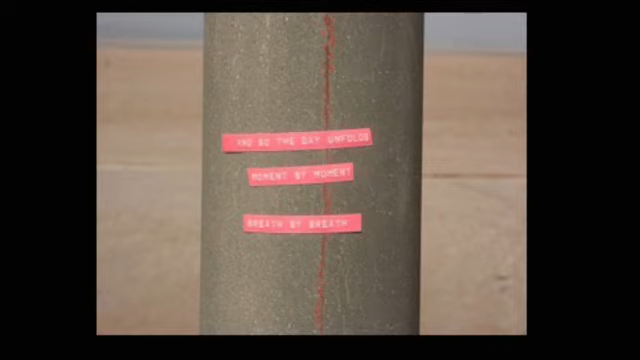 AND SO THE DAY UNFOLDS
MOMENT BY MOMENT
BREATH BY BREATH